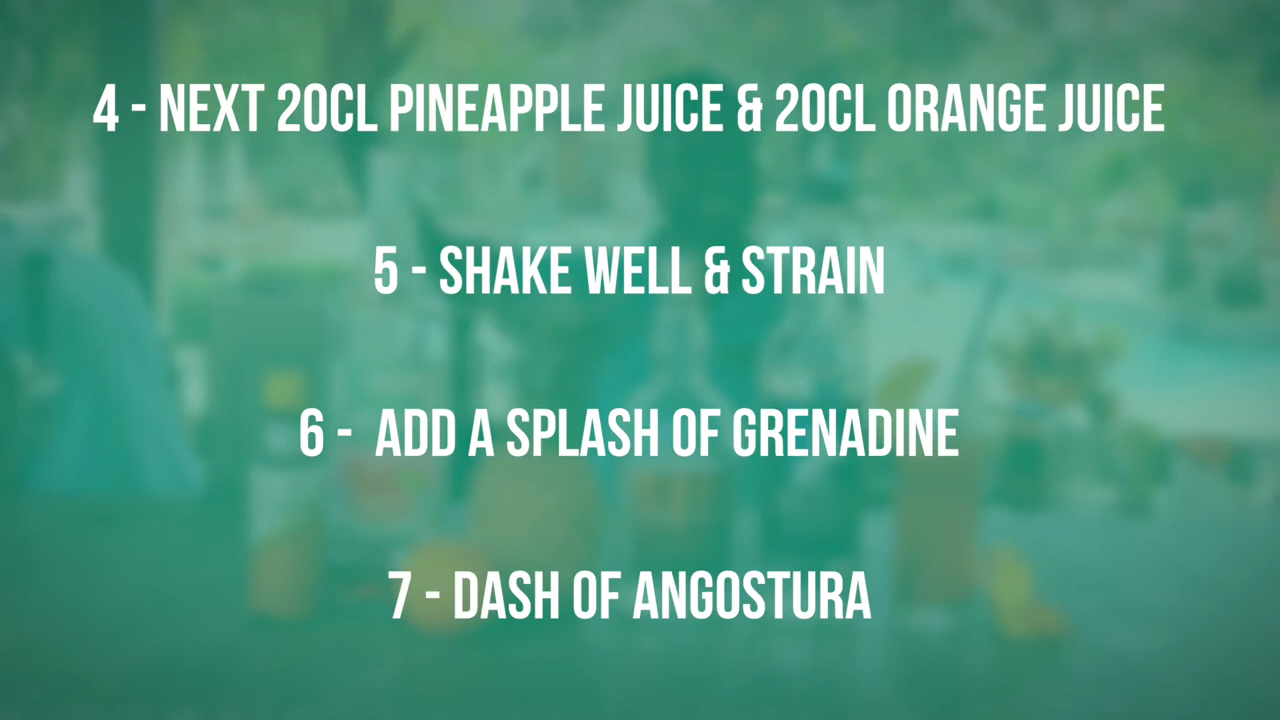 4 - NEXT 20CL PINEAPPLE JUICE & 20CL ORANGE JUICE
5 - SHAKE WELL & STRAIN
6 - ADD A SPLASH OF GRENADINE
7 - DASH OF ANGOSTURA